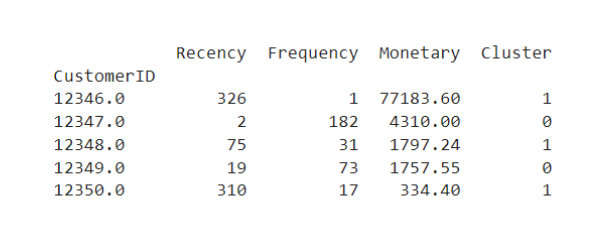 Recency Frequency Monetary Cluster
CustomerID
12346.0 326 1 77183.60 1
12347.0 2 182 4310.00 0
12348.0 75 31 1797.24 1
12349.0 19 73 1757.55 0
12350.0 310 17 334.40 1